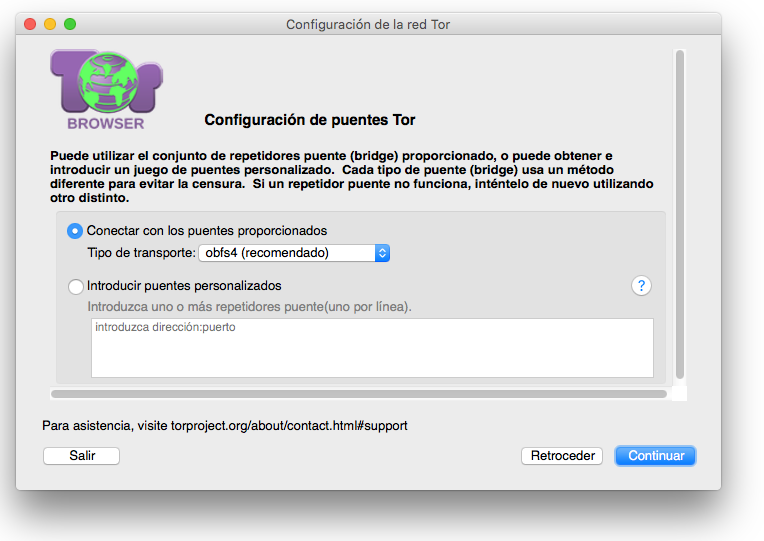 Configuración de la red Tor
Tor
BROWSER
Configuración de puentes Tor
Puede utilizar el conjunto de repetidores puente (bridge) proporcionado, o puede obtener e
introducir un juego de puentes personalizado. Cada tipo de puente (bridge) usa un método
diferente para evitar la censura. Si un repetidor puente no funciona, inténtelo de nuevo utilizando
otro distinto.
Conectar con los puentes proporcionados
Tipo de transporte: obfs4 (recomendado)
Introducir puentes personalizados
?
Introduzca uno o más repetidores puente(uno por línea).
introduzca dirección:puerto
Para asistencia, visite torproject.org/about/contact.html#support
Salir
Retroceder
Continuar